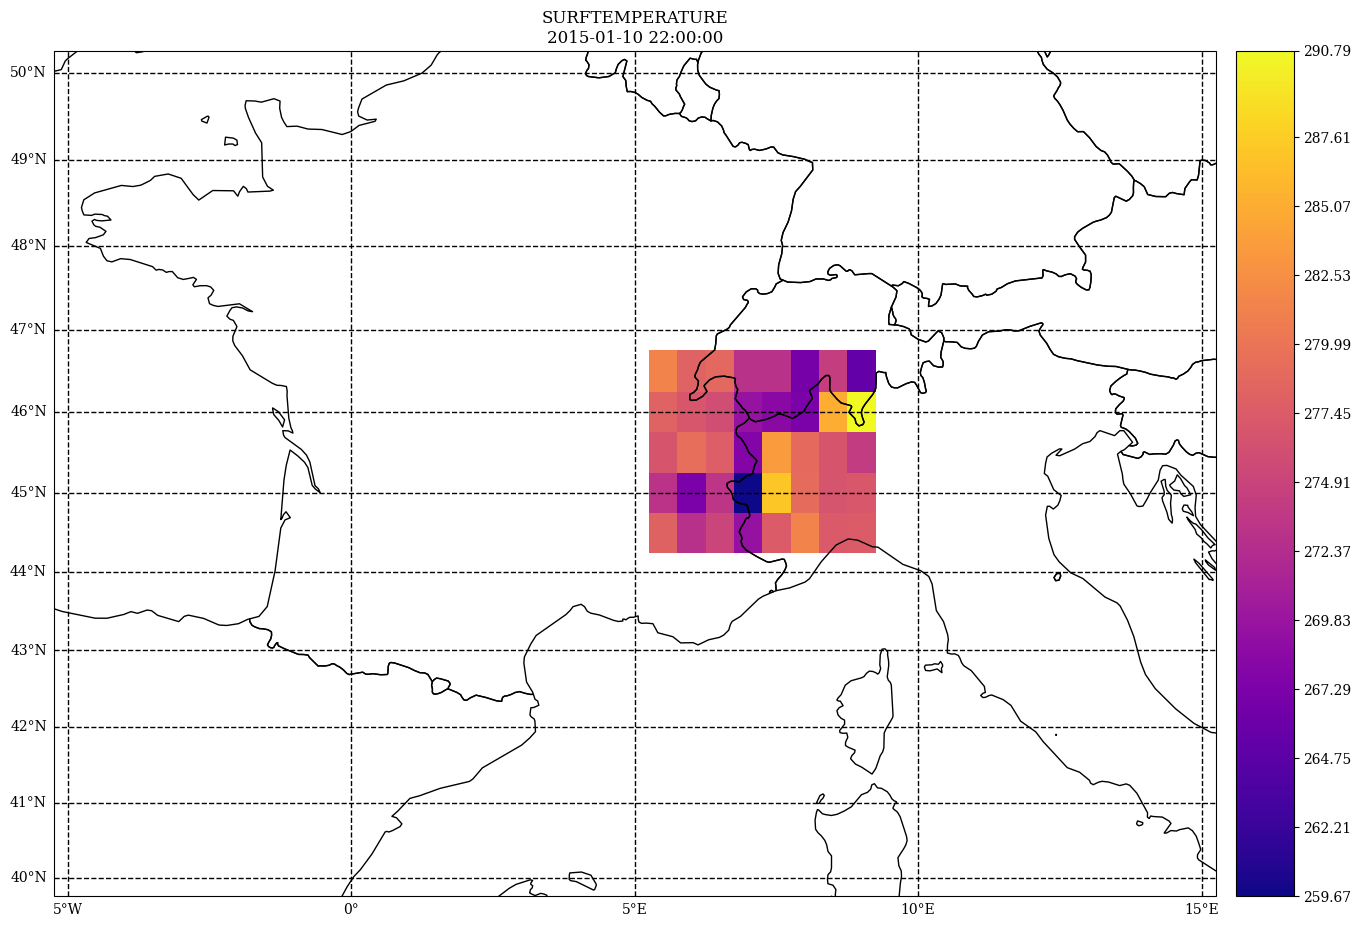 SURFTEMPERATURE
2015-01-10 22:00:00
50°N
49°N
48°N
47°N
46°N
45°N
44°N
43°N
42°N
41°N
40°N
5°W
0°
5°E
10°E
15°E
290.79
287.61
285.07
282.53
279.99
277.45
274.91
272.37
269.83
267.29
264.75
262.21
259.67